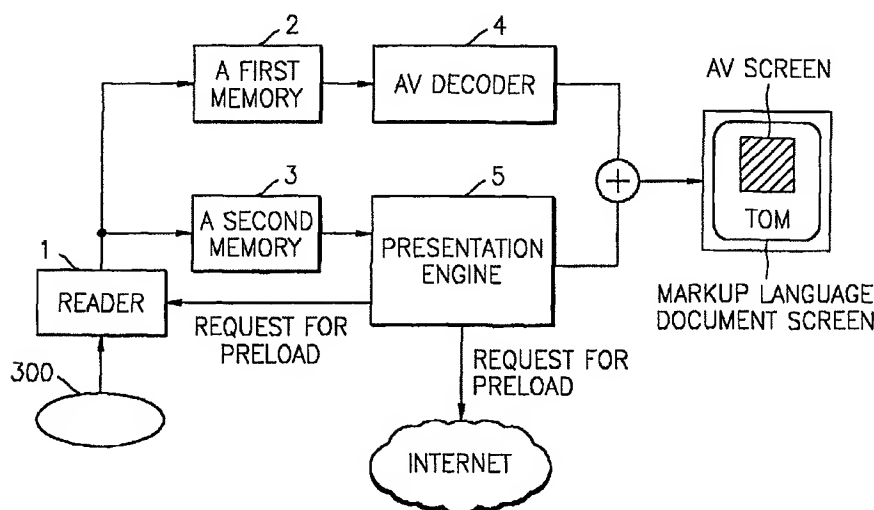 2
A FIRST
MEMORY
4
AV DECODER
AV SCREEN
TOM
MARKUP LANGUAGE
DOCUMENT SCREEN
3
A SECOND
MEMORY
5
PRESENTATION
ENGINE
+
1
READER
REQUEST FOR
PRELOAD
300
REQUEST FOR
PRELOAD
INTERNET